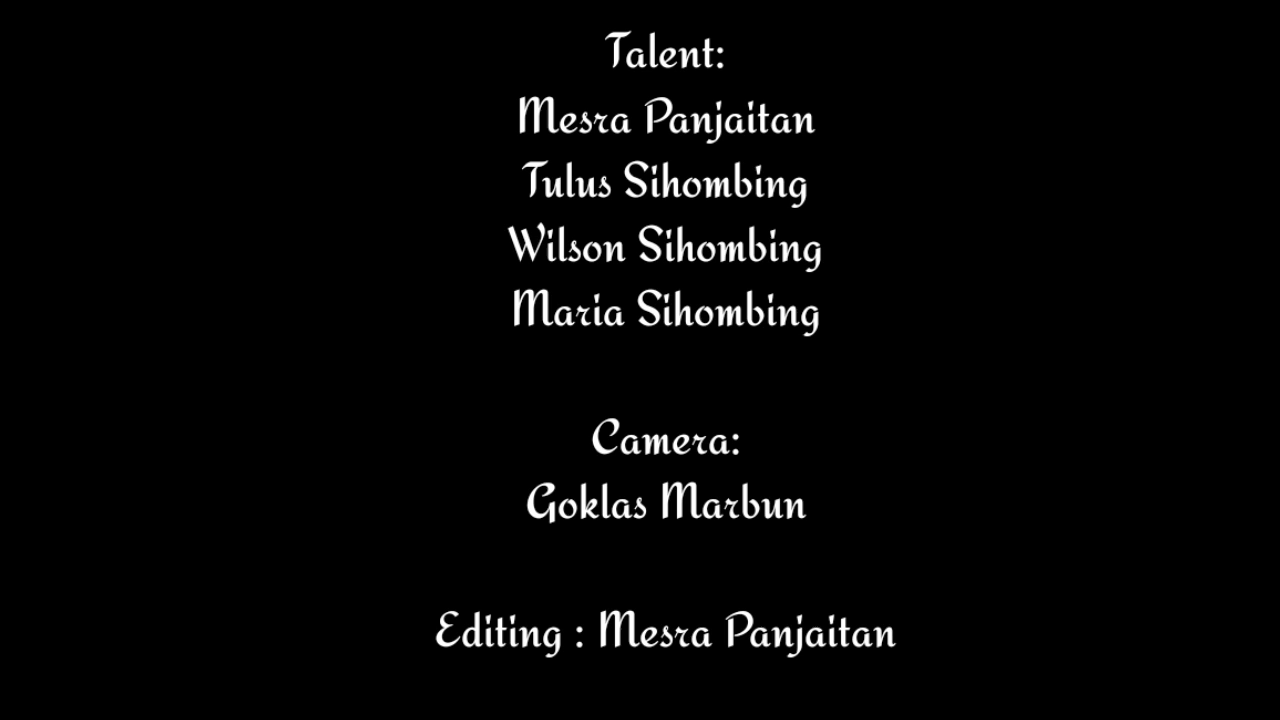 Talent:
Mesra Panjaitan
Tulus Sihombing
Wilson Sihombing
Maria Sihombing
Camera:
Goklas Marbun
Editing : Mesra Panjaitan